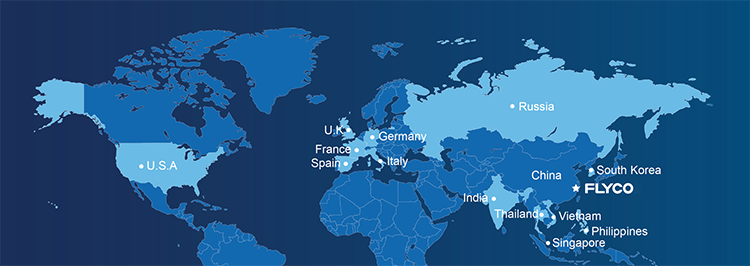 Russia
U.K
Germany
France
Italy
Spain
U.S.A
South Korea
China
FLYCO
India
Thailand
Vietnam
Philippines
Singapore